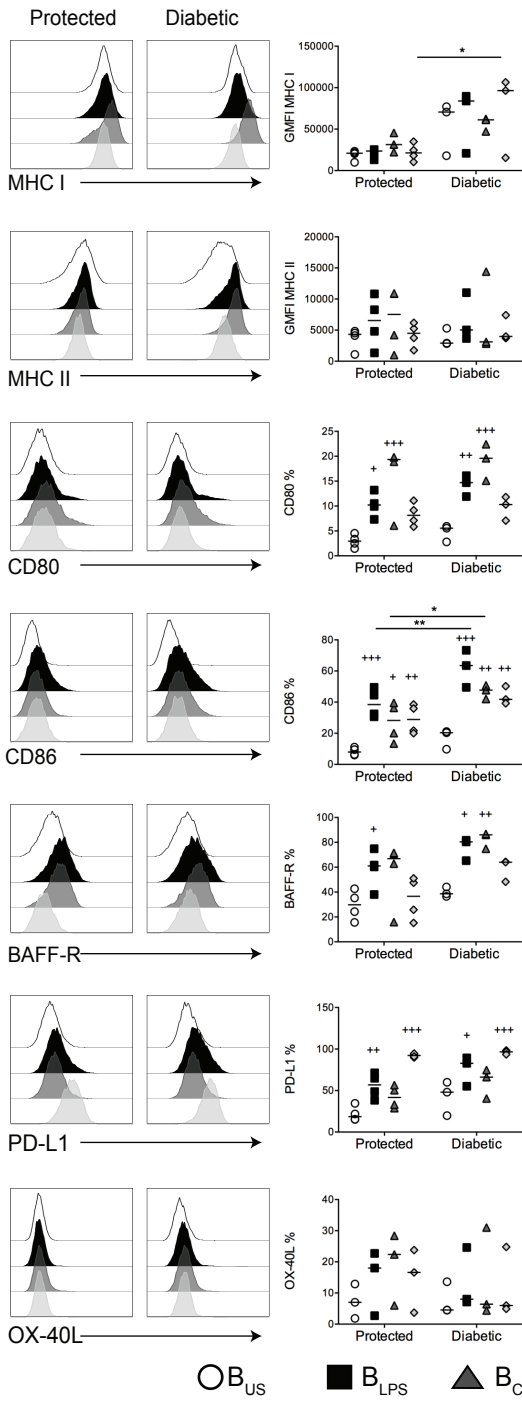 Protected Diabetic
MHC I
GMFI MHC I
150000
100000
50000
0
*
Protected Diabetic
MHC II
GMFI MHC II
20000
15000
10000
5000
0
Protected Diabetic
CD80
CD80 %
25
20
15
10
5
0
+ +++ ++ +++
Protected Diabetic
CD86
CD86 %
80
60
40
20
0
*
**
+++ + ++ +++ ++ ++
Protected Diabetic
BAFF-R
BAFF-R %
100
80
60
40
20
0
+ + ++
Protected Diabetic
PD-L1
PD-L1 %
150
100
50
0
++ +++ + +++
Protected Diabetic
OX-40L
OX-40L %
40
30
20
10
0
Protected Diabetic
BUS BLPS BC